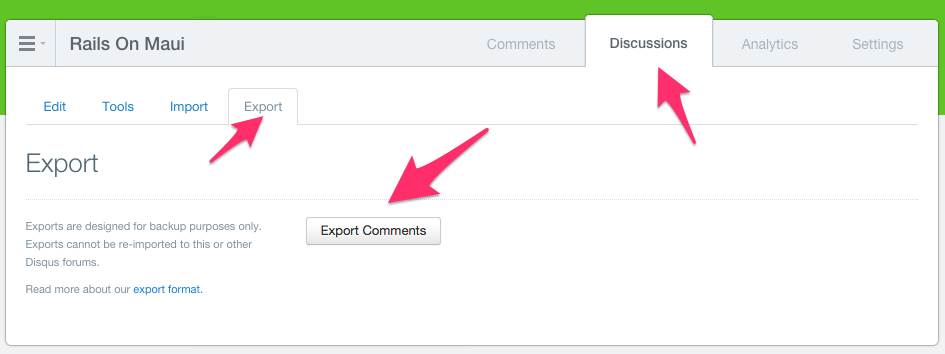 Rails On Maui
Comments
Discussions
Analytics
Settings
Edit
Tools
Import
Export
Export
Exports are designed for backup purposes only.
Exports cannot be re-imported to this or other
Disqus forums.
Read more about our export format.
Export Comments